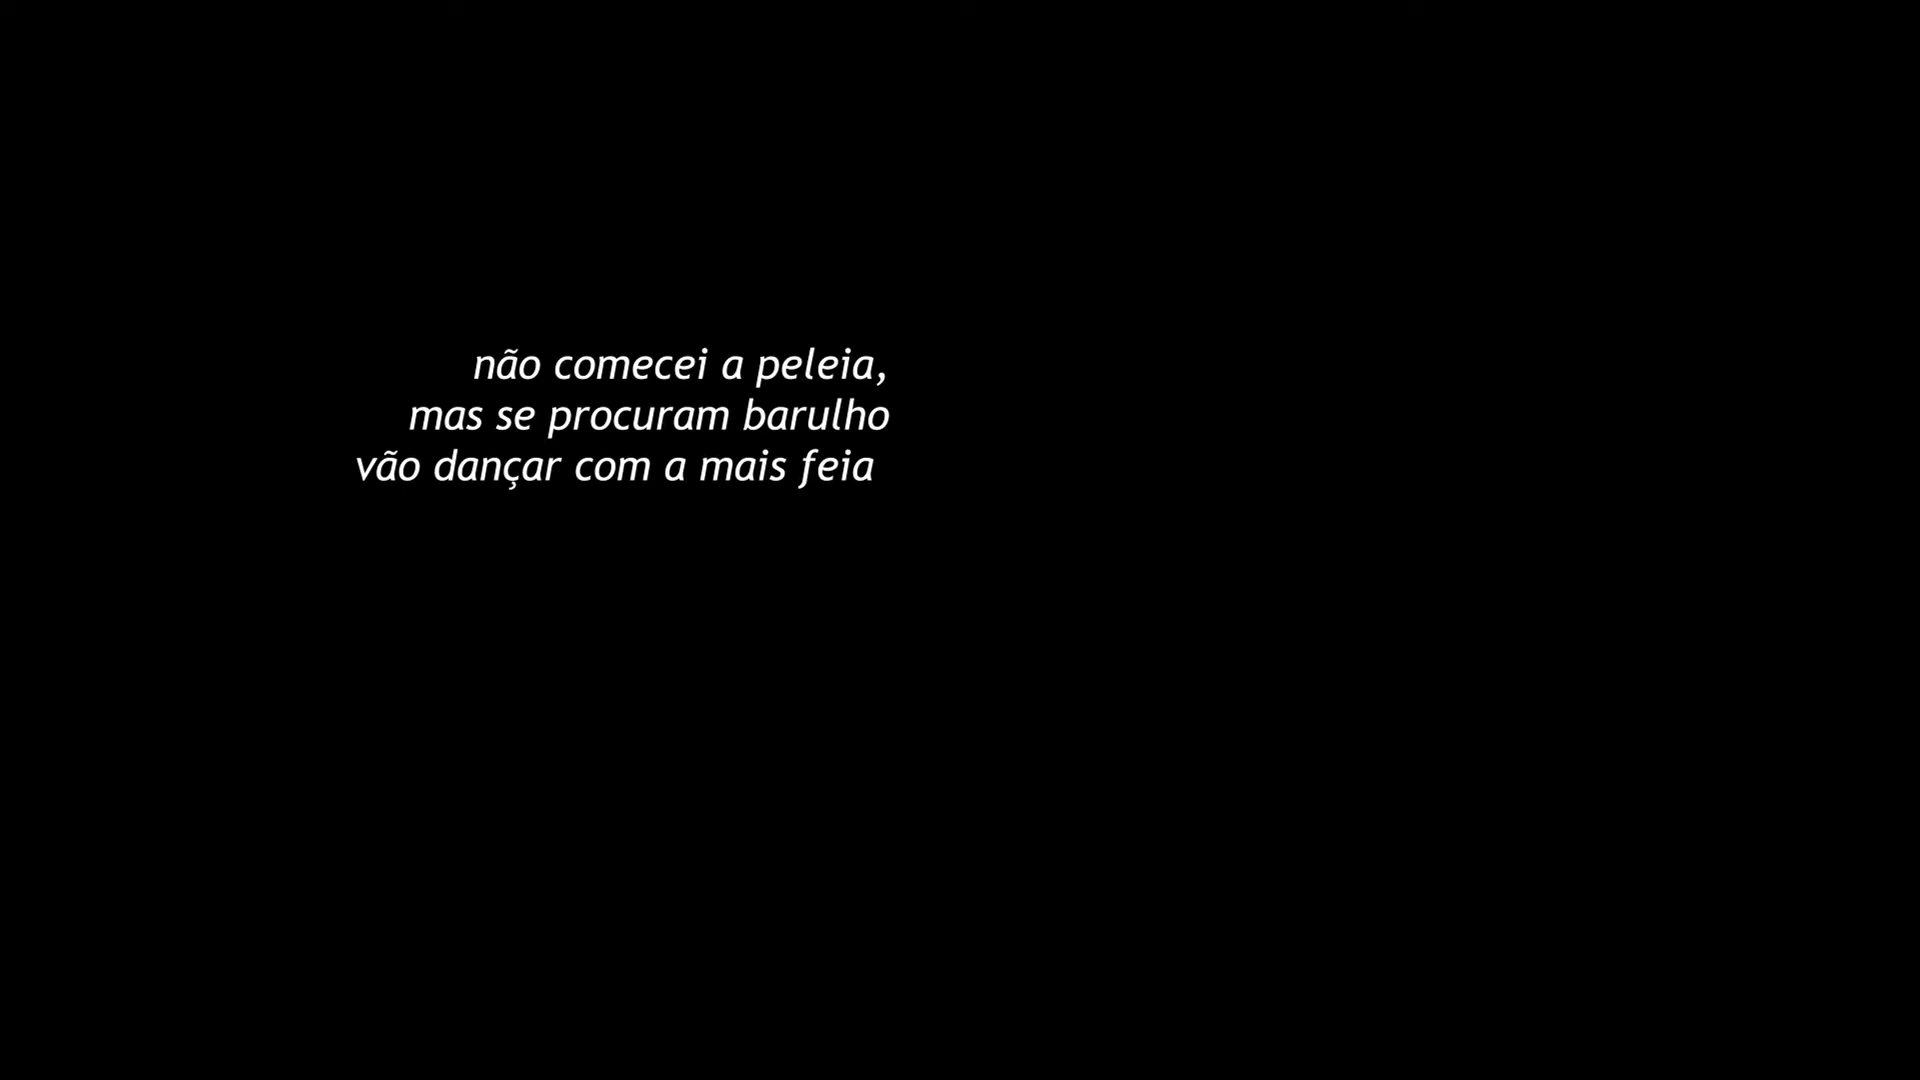 não comecei a peleia,
mas se procuram barulho
vão dançar com a mais feia